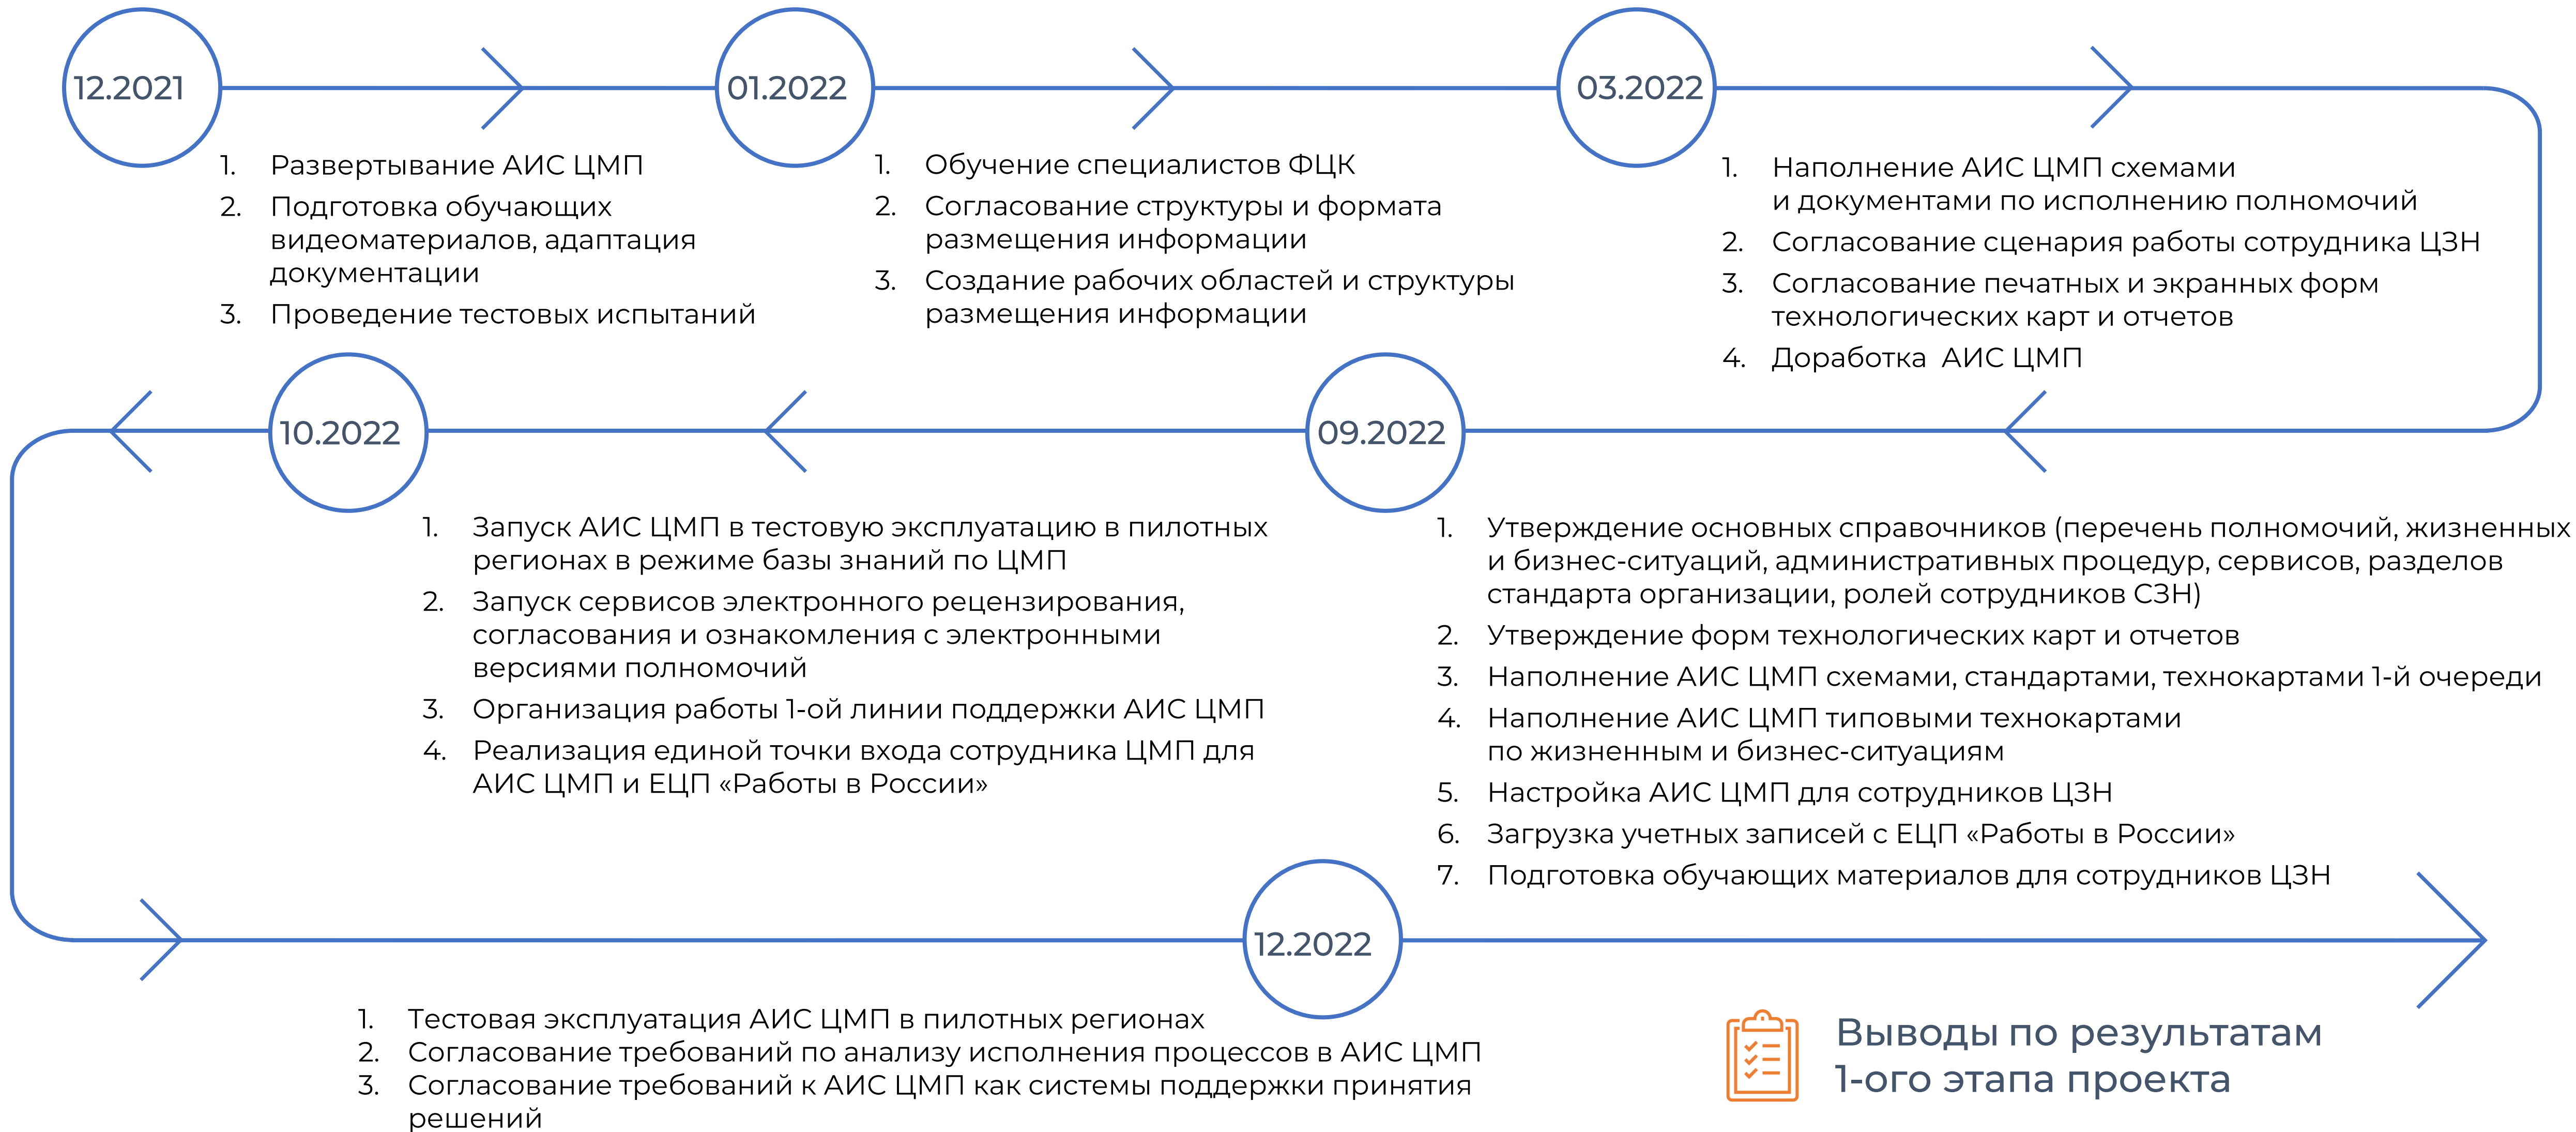 12.2021
01.2022
03.2022
1. Развертывание АИС ЦМП
2. Подготовка обучающих
видеоматериалов, адаптация
документации
3. Проведение тестовых испытаний
1. Обучение специалистов ФЦК
2. Согласование структуры и формата
размещения информации
3. Создание рабочих областей и структуры
размещения информации
1. Наполнение АИС ЦМП схемами
и документами по исполнению полномочий
2. Согласование сценария работы сотрудника ЦЗН
3. Согласование печатных и экранных форм
технологических карт и отчетов
4. Доработка АИС ЦМП
09.2022
1. Утверждение основных справочников (перечень полномочий, жизненных
и бизнес-ситуаций, административных процедур, сервисов, разделов
стандарта организации, ролей сотрудников СЗН)
2. Утверждение форм технологических карт и отчетов
3. Наполнение АИС ЦМП схемами, стандартами, технокартами 1-й очереди
4. Наполнение АИС ЦМП типовыми технокартами
по жизненным и бизнес-ситуациям
5. Настройка АИС ЦМП для сотрудников ЦЗН
6. Загрузка учетных записей с ЕЦП «Работы в России»
7. Подготовка обучающих материалов для сотрудников ЦЗН
10.2022
1. Запуск АИС ЦМП в тестовую эксплуатацию в пилотных
регионах в режиме базы знаний по ЦМП
2. Запуск сервисов электронного рецензирования,
согласования и ознакомления с электронными
версиями полномочий
3. Организация работы 1-ой линии поддержки АИС ЦМП
4. Реализация единой точки входа сотрудника ЦМП для
АИС ЦМП и ЕЦП «Работы в России»
12.2022
1. Тестовая эксплуатация АИС ЦМП в пилотных регионах
2. Согласование требований по анализу исполнения процессов в АИС ЦМП
3. Согласование требований к АИС ЦМП как системы поддержки принятия
решений
Выводы по результатам
1-ого этапа проекта